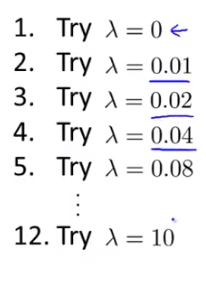 1. Try λ = 0
2. Try λ = 0.01
3. Try λ = 0.02
4. Try λ = 0.04
5. Try λ = 0.08
⋮
12. Try λ = 10